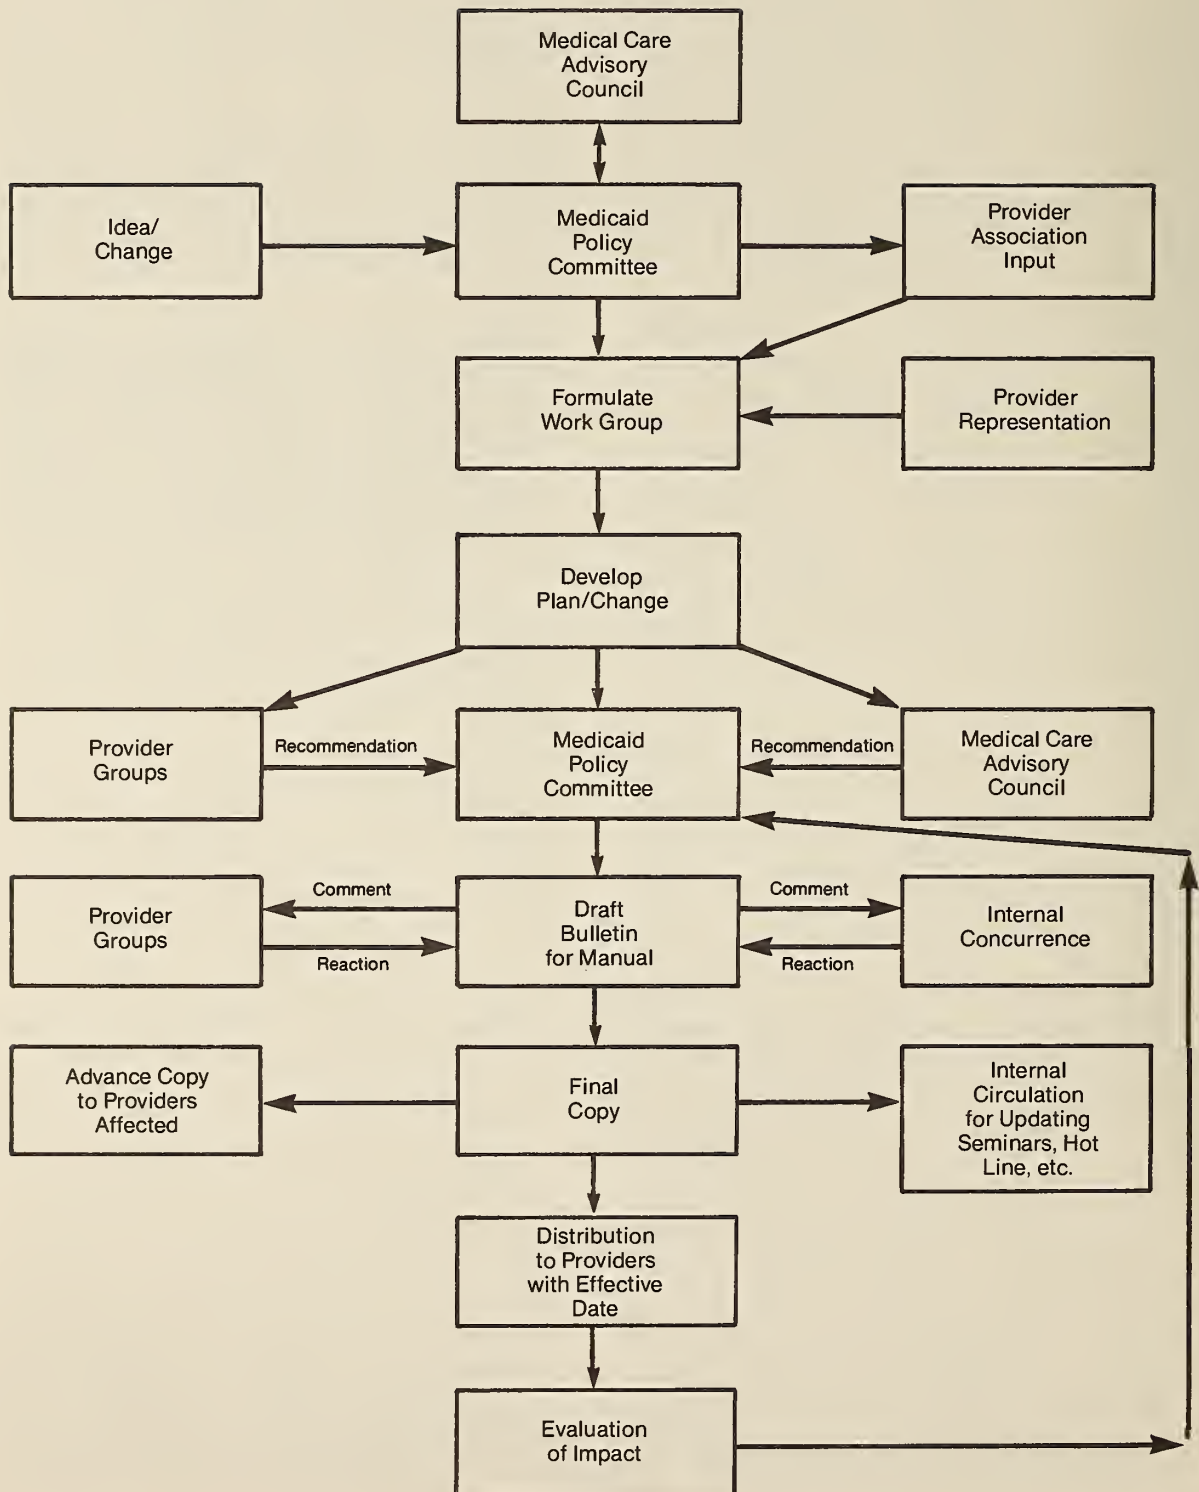 Medical Care
Advisory
Council
Idea/
Change
Medicaid
Policy
Committee
Provider
Association
Input
Formulate
Work Group
Provider
Representation
Develop
Plan/Change
Provider
Groups
Recommendation
Medicaid
Policy
Committee
Recommendation
Medical Care
Advisory
Council
Provider
Groups
Comment
Reaction
Draft
Bulletin
for Manual
Comment
Reaction
Internal
Concurrence
Advance Copy
to Providers
Affected
Final
Copy
Internal
Circulation
for Updating
Seminars, Hot
Line, etc.
Distribution
to Providers
with Effective
Date
Evaluation
of Impact